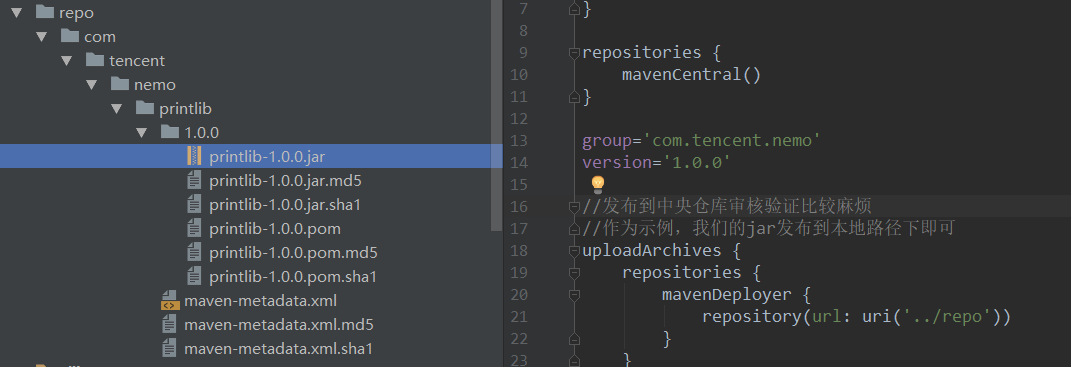 repo
com
tencent
nemo
printlib
1.0.0
printlib-1.0.0.jar
printlib-1.0.0.jar.md5
printlib-1.0.0.jar.sha1
printlib-1.0.0.pom
printlib-1.0.0.pom.md5
printlib-1.0.0.pom.sha1
maven-metadata.xml
maven-metadata.xml.md5
maven-metadata.xml.sha1
7 }
8
9 repositories {
10     mavenCentral()
11 }
12
13 group='com.tencent.nemo'
14 version='1.0.0'
15
16 //发布到中央仓库审核验证比较麻烦
17 //作为示例，我们的jar发布到本地路径下即可
18 uploadArchives {
19     repositories {
20         mavenDeployer {
21             repository(url: uri('../repo'))
22         }
23     }